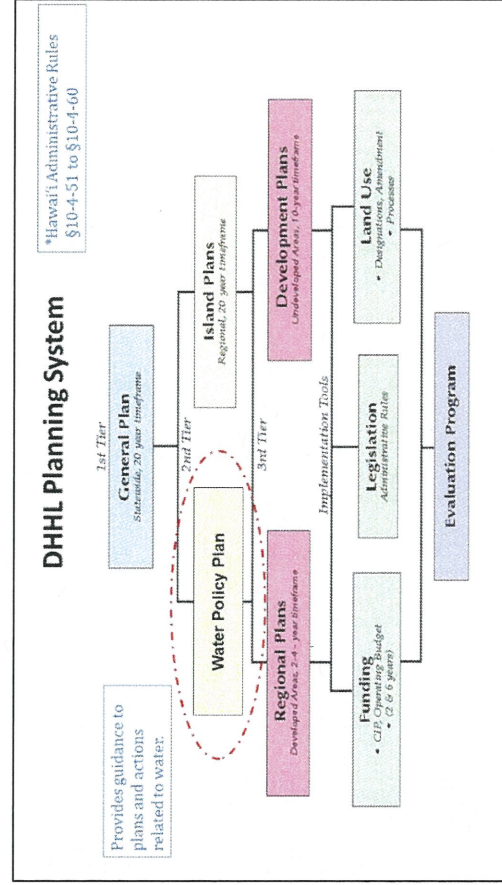 DHHL Planning System
*Hawai'i Administrative Rules
§10-4-51 to §10-4-60
Provides guidance to
plans and actions
related to water.
1st Tier
General Plan
Statewide, 20 year timeframe
2nd Tier
Water Policy Plan
Island Plans
Regional, 20 year timeframe
3rd Tier
Regional Plans
Developed Areas, 2-4 - year timeframe
Development Plans
Undeveloped Areas, 10-year timeframe
Implementation Tools
Funding
• CIP, Operating Budget
• (2 & 6 years)
Legislation
Administrative Rules
Land Use
• Designations, Amendment
• Processes
Evaluation Program